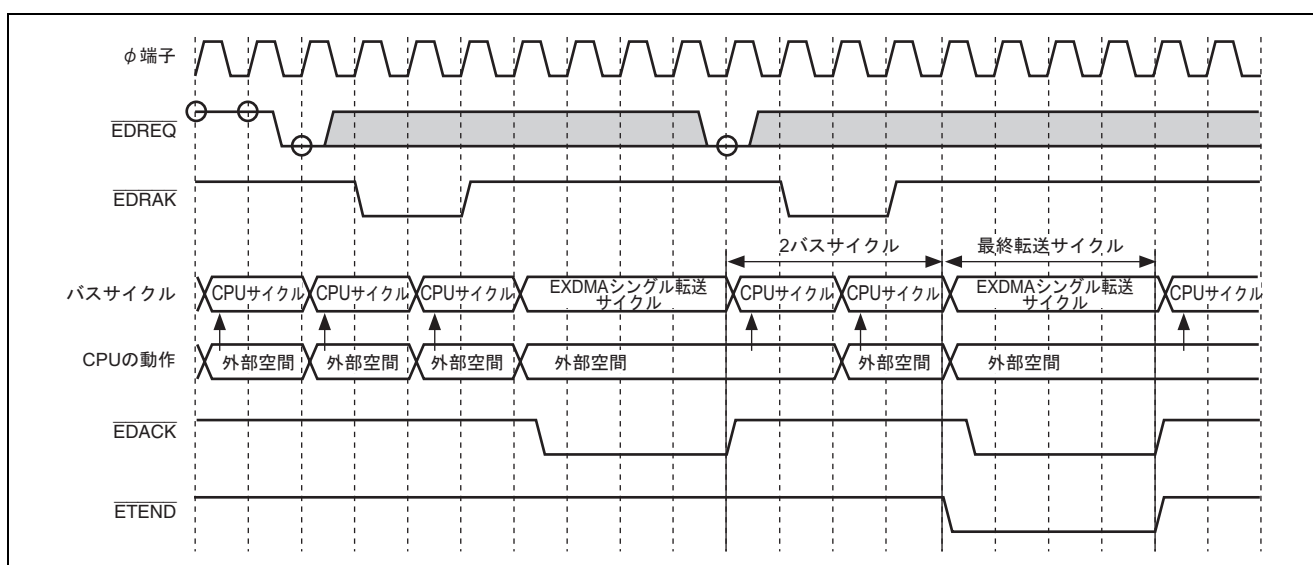 φ端子
EDREQ
EDRAK
2バスサイクル
最終転送サイクル
バスサイクル
CPUサイクル
CPUサイクル
CPUサイクル
EXDMAシングル転送
サイクル
CPUサイクル
CPUサイクル
EXDMAシングル転送
サイクル
CPUサイクル
CPUの動作
外部空間
外部空間
外部空間
外部空間
外部空間
外部空間
EDACK
ETEND